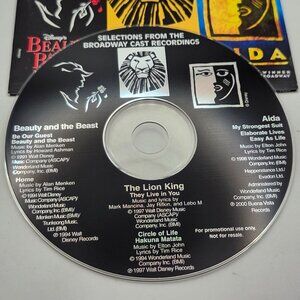 Disney's
BEAU
B
IDA
WINNER
BROADWAY
SELECTIONS FROM THE
BROADWAY CAST RECORDINGS
© Disney
Beauty and the Beast
Be Our Guest
Beauty and the Beast
Music by Alan Menken
Lyrics by Howard Ashman
© 1991 Walt Disney
Music Company (ASCAP)/
Wonderland Music
Company, Inc. (BMI)
Home
Music by Alan Menken
Lyrics by Tim Rice
© 1994 Walt Disney
Music Company (ASCAP)/
Wonderland Music
Company, Inc. (BMI)/
Menken Music (BMI)/
Trunksong Music,
Ltd. (BMI)
℗ 1994 Walt
Disney Records
The Lion King
They Live in You
Music and lyrics by
Mark Mancina, Jay Rifkin, and Lebo M
© 1997 Walt Disney Music
Company (ASCAP)/
Wonderland Music
Company, Inc. (BMI)
Circle of Life
Hakuna Matata
Music by Elton John
Lyrics by Tim Rice
© 1994 Wonderland Music
Company, Inc. (BMI)
℗ 1997 Walt
Disney Records
Aida
My Strongest Suit
Elaborate Lives
Easy As Life
Music by Elton John
Lyrics by Tim Rice
© 1998 Wonderland Music
Company, Inc. (BMI)
Happenstance Ltd./
Evadon Ltd.
Wonderland Music
Company, Inc. (BMI)
℗ 2000 Buena Vista
Records
For promotional use only.
Not for resale.